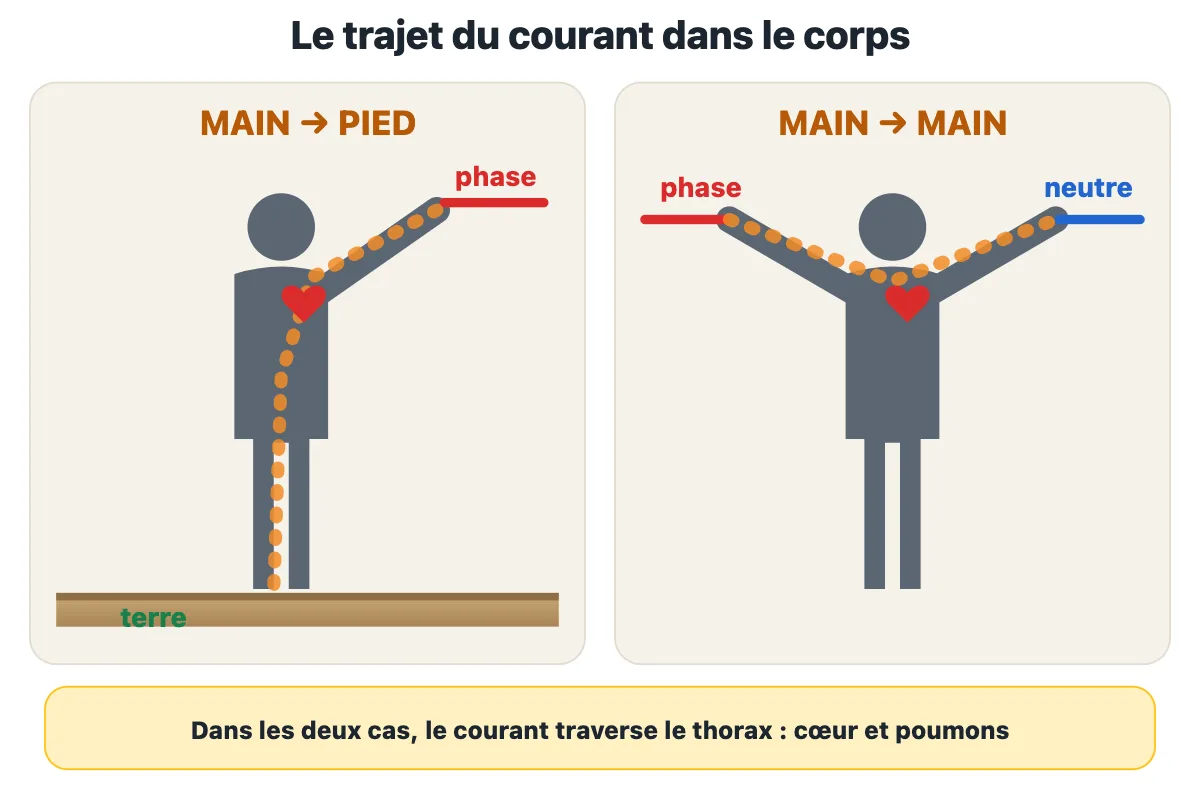 Le trajet du courant dans le corps
MAIN → PIED
phase
terre
MAIN → MAIN
phase
neutre
Dans les deux cas, le courant traverse le thorax : cœur et poumons